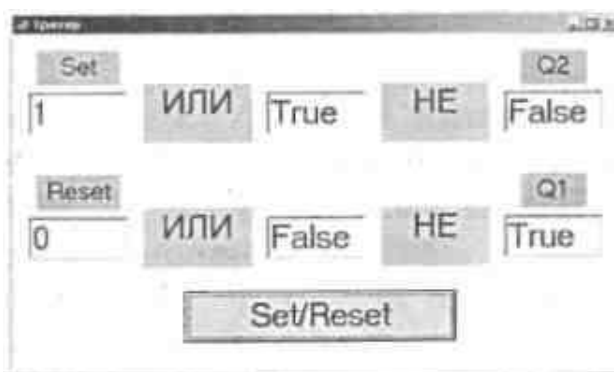 Триггер
Set Q2
1 ИЛИ True НЕ False
Reset Q1
0 ИЛИ False НЕ True
Set/Reset